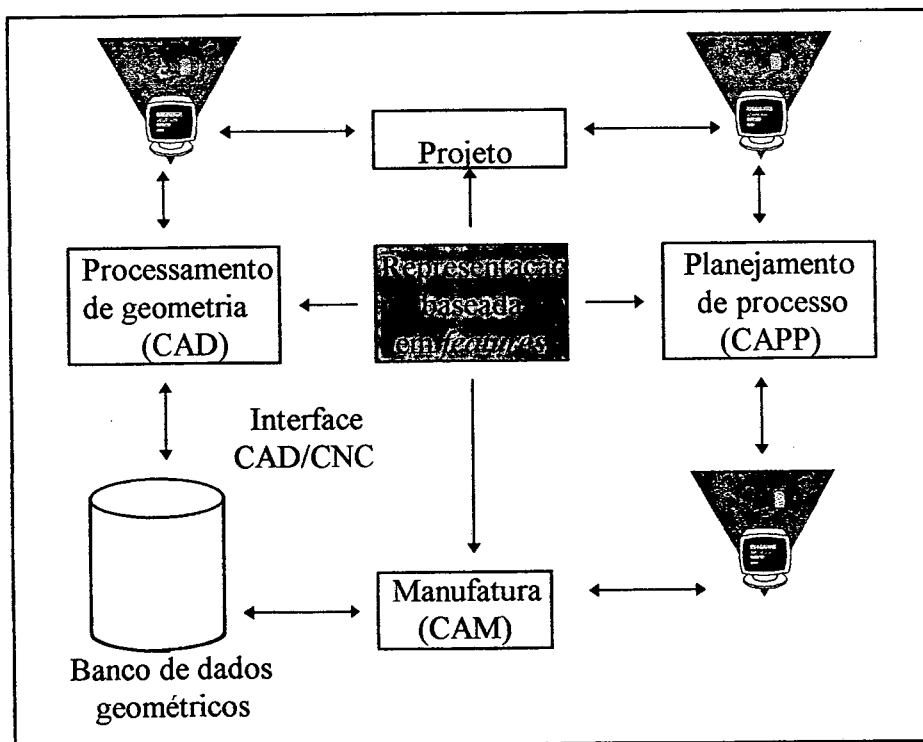 Projeto
Processamento
de geometria
(CAD)
Representação
baseada
em features
Planejamento
de processo
(CAPP)
Interface
CAD/CNC
Manufatura
(CAM)
Banco de dados
geométricos